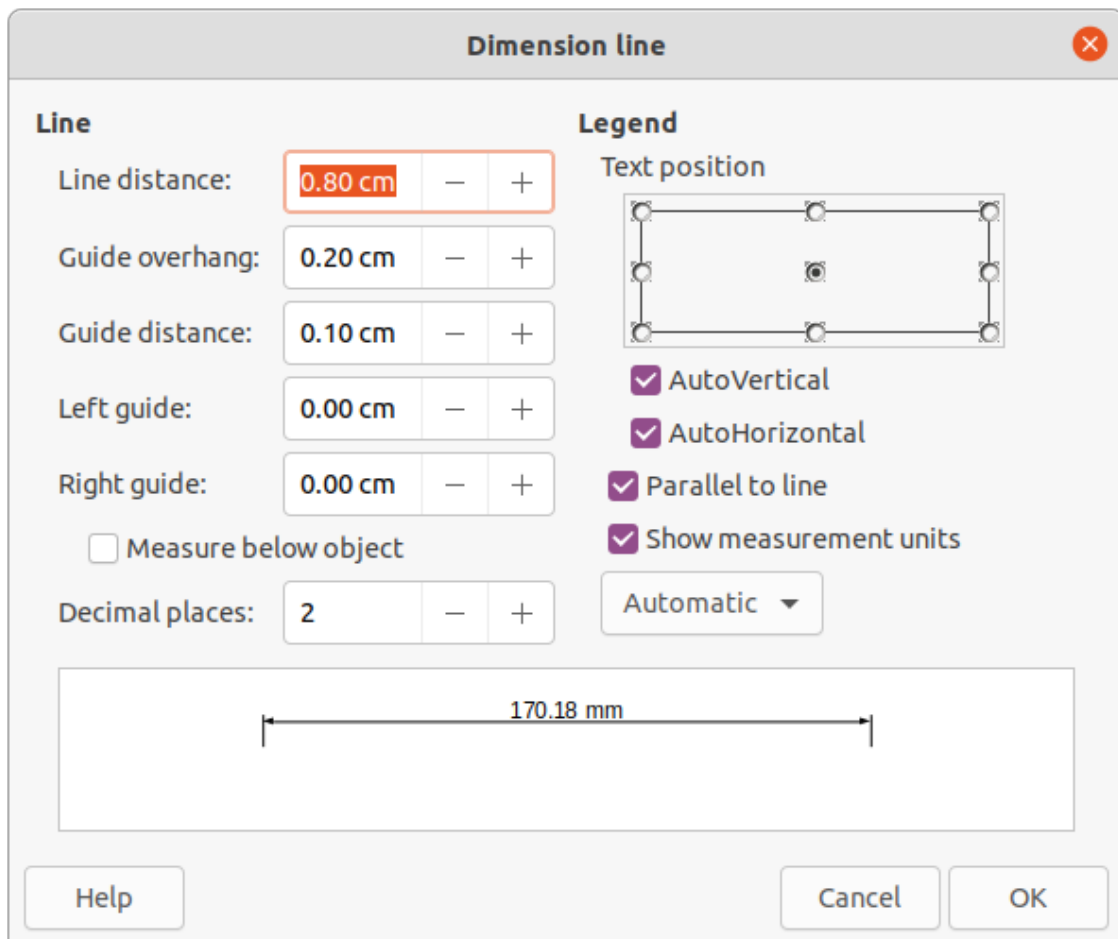 Dimension line
Line
Line distance: 0.80 cm
Guide overhang: 0.20 cm
Guide distance: 0.10 cm
Left guide: 0.00 cm
Right guide: 0.00 cm
Measure below object
Decimal places: 2
Legend
Text position
AutoVertical
AutoHorizontal
Parallel to line
Show measurement units
Automatic
170.18 mm
Help
Cancel
OK